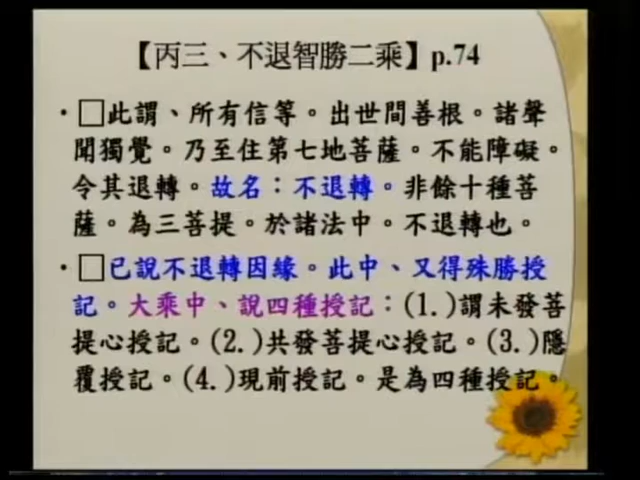 【丙三、不退智勝二乘】p.74
• □此謂、所有信等。出世間善根。諸聲
聞獨覺。乃至住第七地菩薩。不能障礙。
令其退轉。故名：不退轉。非餘十種菩
薩。為三菩提。於諸法中。不退轉也。
• □已說不退轉因緣。此中、又得殊勝授
記。大乘中、說四種授記：(1.)謂未發菩
提心授記。(2.)共發菩提心授記。(3.)隱
覆授記。(4.)現前授記。是為四種授記。